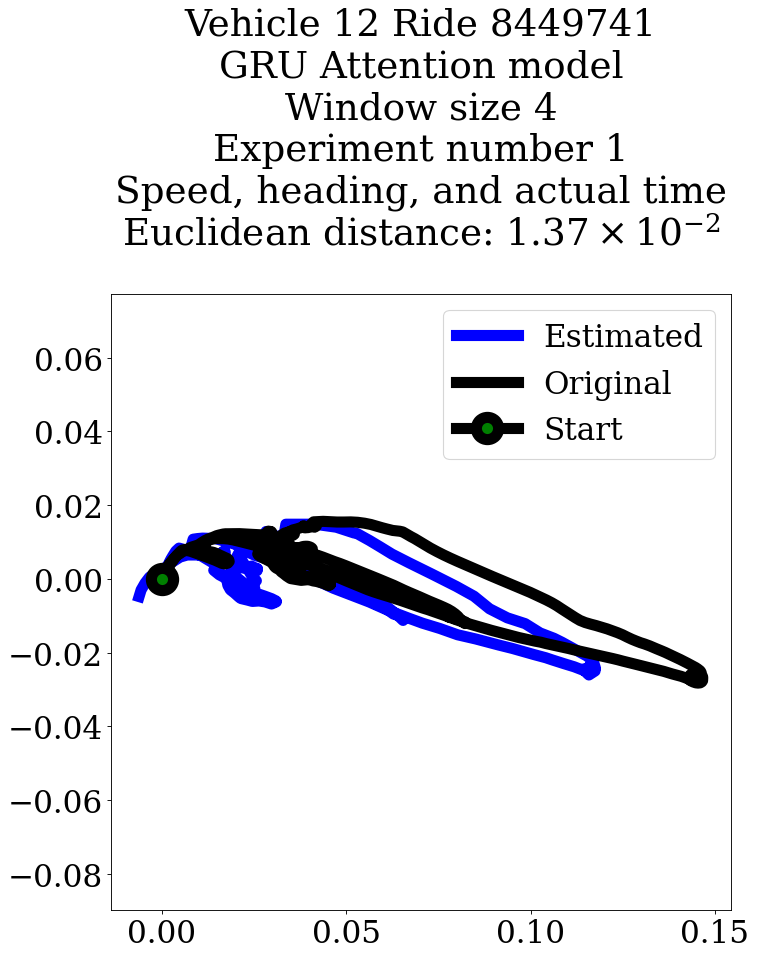 Vehicle 12 Ride 8449741
GRU Attention model
Window size 4
Experiment number 1
Speed, heading, and actual time
Euclidean distance: 1.37 × 10⁻²
Estimated
Original
Start
0.06
0.04
0.02
0.00
−0.02
−0.04
−0.06
−0.08
0.00 0.05 0.10 0.15